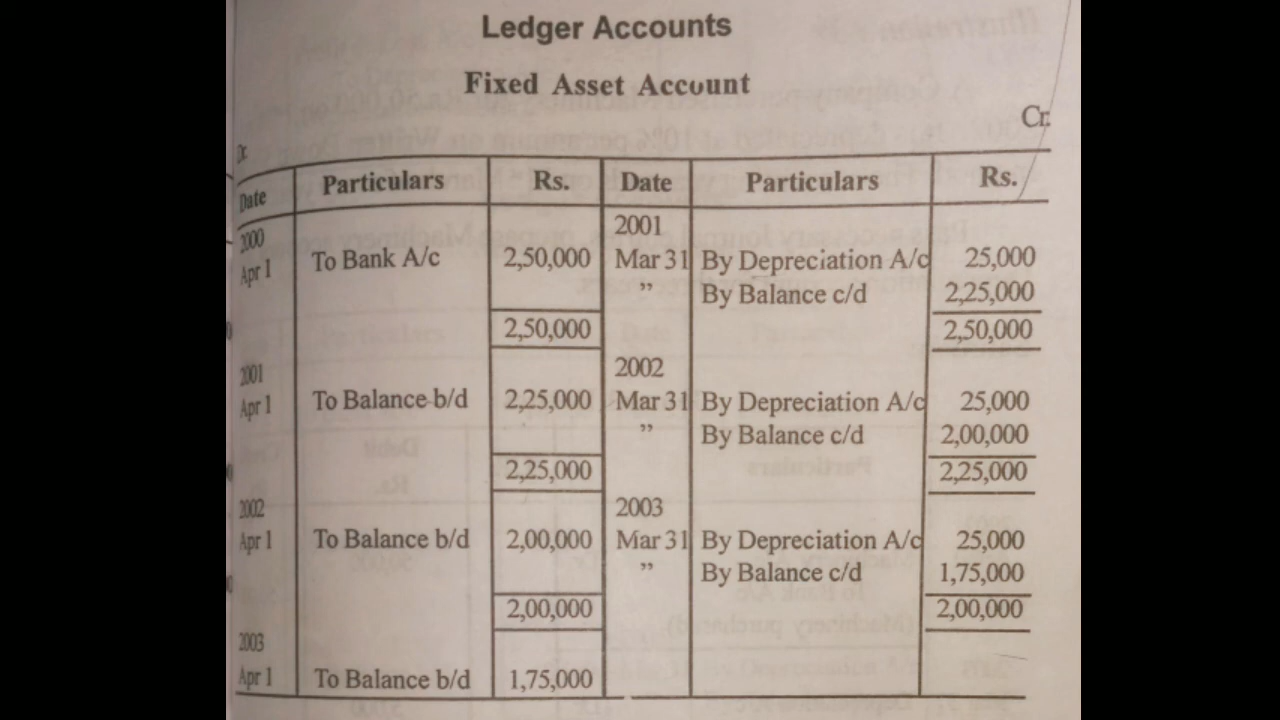 Ledger Accounts
Fixed Asset Account
Dr. Cr.
Date Particulars Rs. Date Particulars Rs.
2000 2001
Apr 1 To Bank A/c 2,50,000 Mar 31 By Depreciation A/c 25,000
” By Balance c/d 2,25,000
2,50,000 2,50,000
2001 2002
Apr 1 To Balance b/d 2,25,000 Mar 31 By Depreciation A/c 25,000
” By Balance c/d 2,00,000
2,25,000 2,25,000
2002 2003
Apr 1 To Balance b/d 2,00,000 Mar 31 By Depreciation A/c 25,000
” By Balance c/d 1,75,000
2,00,000 2,00,000
2003
Apr 1 To Balance b/d 1,75,000